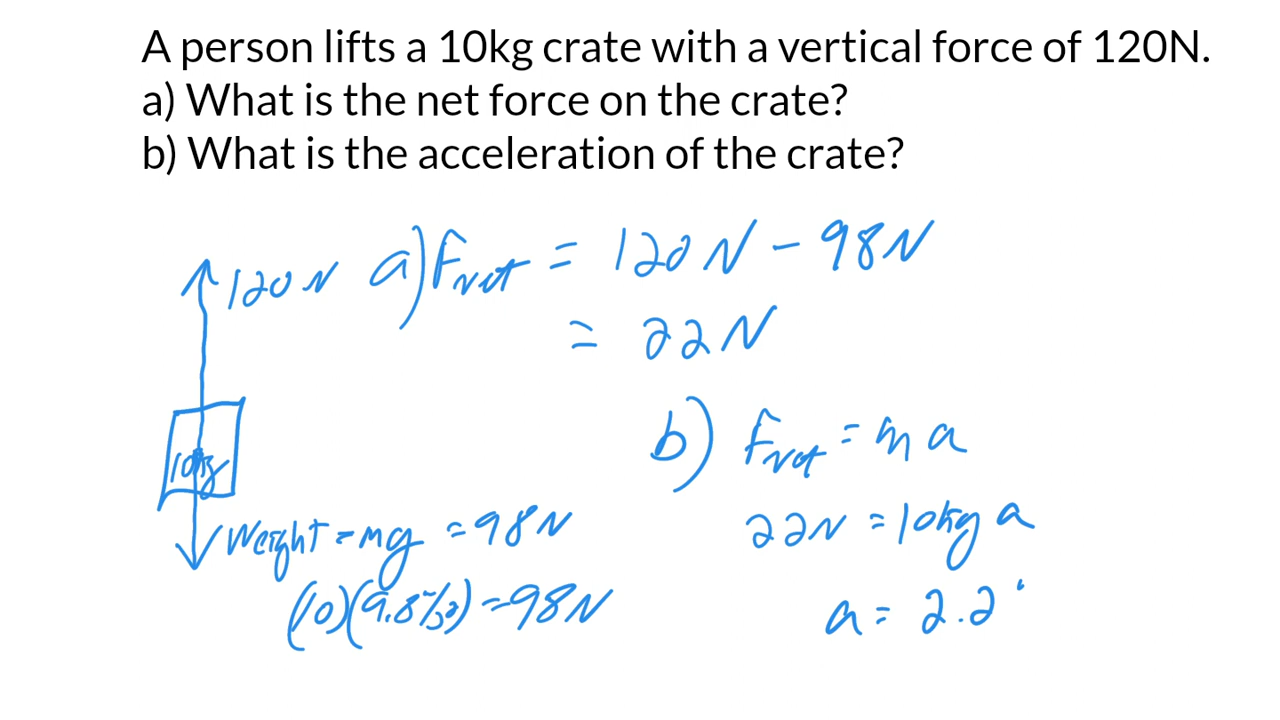 A person lifts a 10kg crate with a vertical force of 120N.
a) What is the net force on the crate?
b) What is the acceleration of the crate?
120N
a) Fnet = 120N - 98N
= 22N
10kg
Weight = mg = 98N
(10)(9.8m/s²) = 98N
b) Fnet = ma
22N = 10kg a
a = 2.2